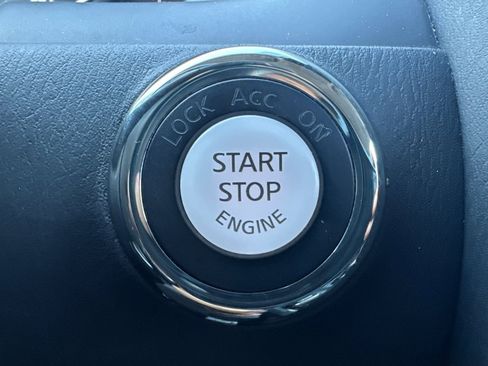 LOCK ACC ON
START
STOP
ENGINE